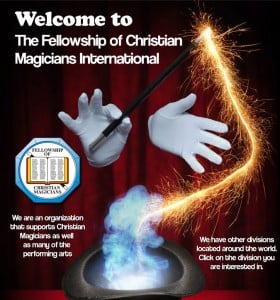 Welcome to
The Fellowship of Christian
Magicians International
FELLOWSHIP
OF
CHRISTIAN
MAGICIANS
We are an organization
that supports Christian
Magicians as well
as many of the
performing arts
We have other divisions
located around the world.
Click on the division you
are interested in.